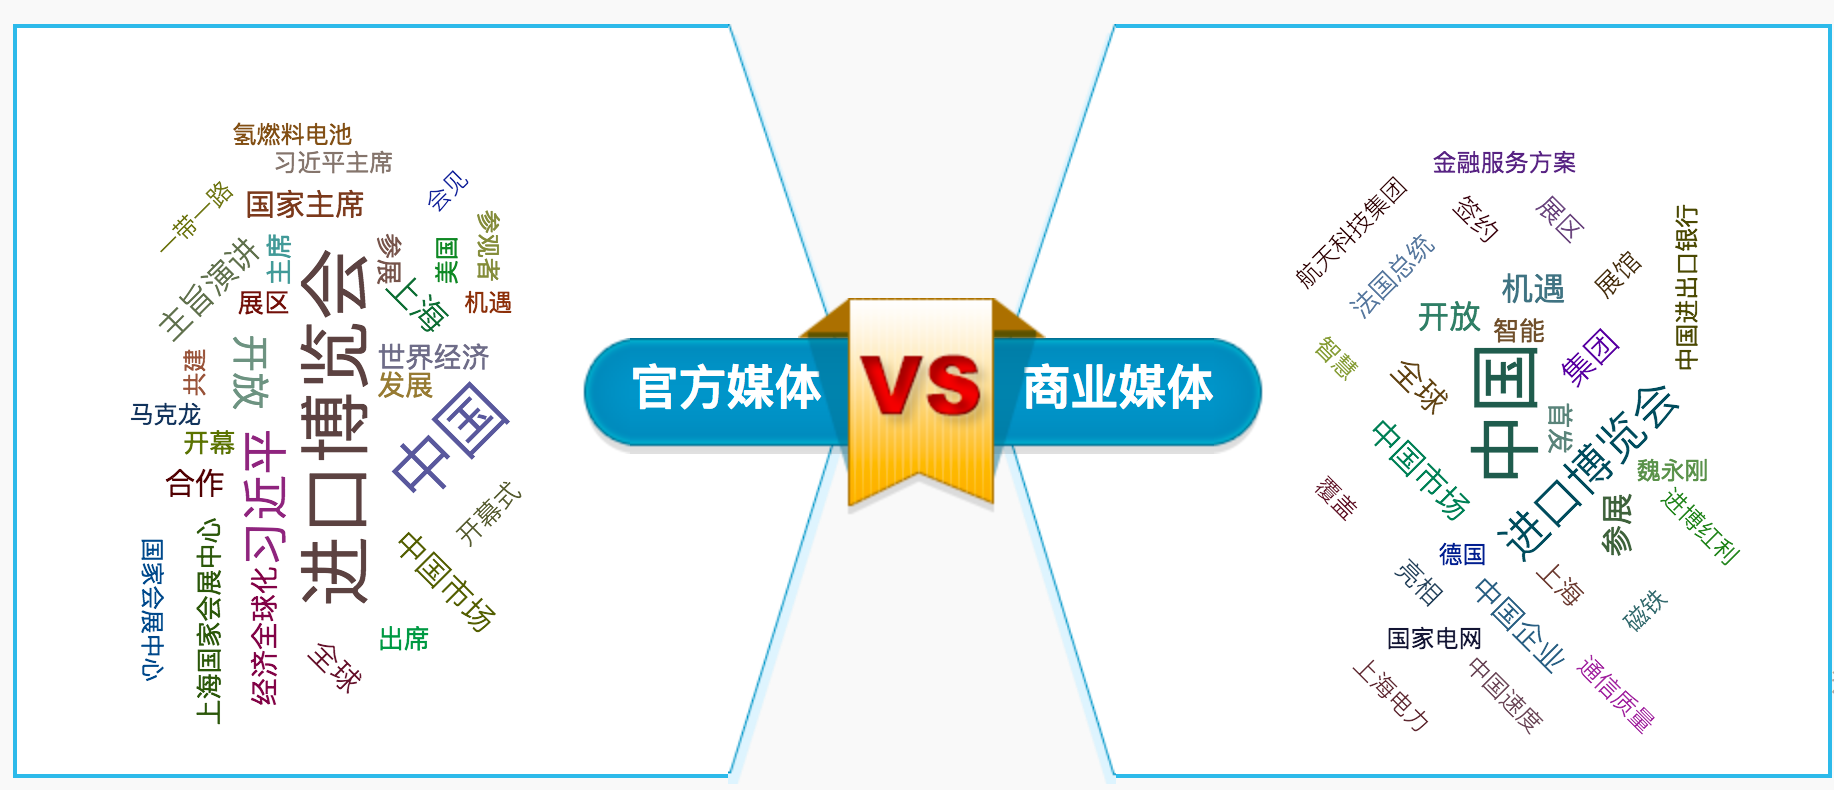 氢燃料电池
习近平主席
会见
一带一路
国家主席
参观者
主旨演讲
主席
参展
美国
展区
上海
机遇
进口博览会
开放
世界经济
共建
发展
马克龙
中国
开幕
习近平
合作
开幕式
国家会展中心
上海国家会展中心
经济全球化
中国市场
出席
全球
官方媒体
VS
商业媒体
金融服务方案
航天科技集团
签约
展区
中国进出口银行
法国总统
展馆
机遇
开放
智能
智慧
全球
集团
中国
首发
进口博览会
中国市场
魏永刚
覆盖
参展
进博红利
德国
亮相
上海
中国企业
磁铁
国家电网
上海电力
中国速度
通信质量